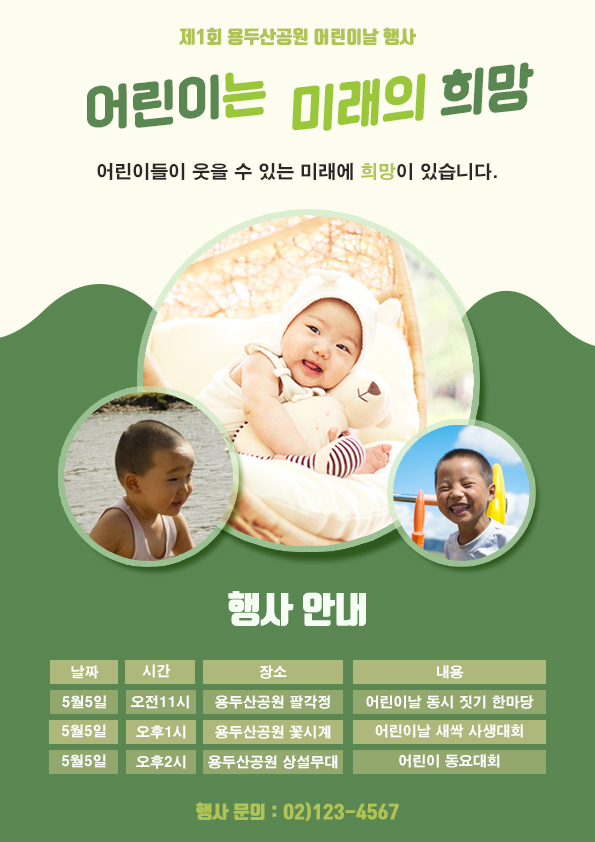 제1회 용두산공원 어린이날 행사
어린이는 미래의 희망
어린이들이 웃을 수 있는 미래에 희망이 있습니다.
행사 안내
날짜 시간 장소 내용
5월5일 오전11시 용두산공원 팔각정 어린이날 동시 짓기 한마당
5월5일 오후1시 용두산공원 꽃시계 어린이날 새싹 사생대회
5월5일 오후2시 용두산공원 상설무대 어린이 동요대회
행사 문의 : 02)123-4567